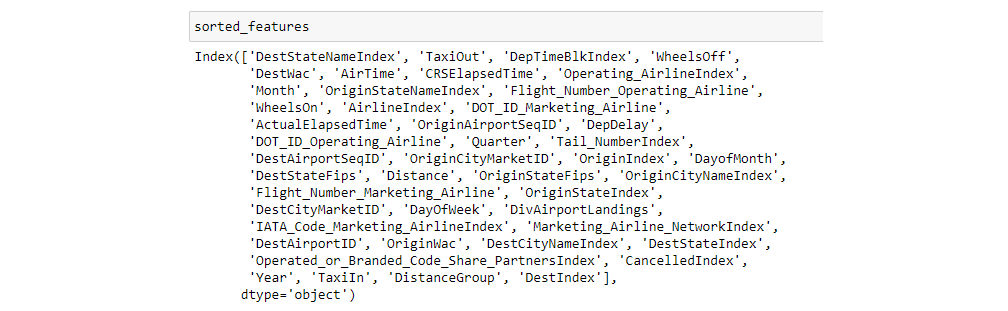 sorted_features
Index(['DestStateNameIndex', 'TaxiOut', 'DepTimeBlkIndex', 'WheelsOff',
'DestWac', 'AirTime', 'CRSElapsedTime', 'Operating_AirlineIndex',
'Month', 'OriginStateNameIndex', 'Flight_Number_Operating_Airline',
'WheelsOn', 'AirlineIndex', 'DOT_ID_Marketing_Airline',
'ActualElapsedTime', 'OriginAirportSeqID', 'DepDelay',
'DOT_ID_Operating_Airline', 'Quarter', 'Tail_NumberIndex',
'DestAirportSeqID', 'OriginCityMarketID', 'OriginIndex', 'DayofMonth',
'DestStateFips', 'Distance', 'OriginStateFips', 'OriginCityNameIndex',
'Flight_Number_Marketing_Airline', 'OriginStateIndex',
'DestCityMarketID', 'DayOfWeek', 'DivAirportLandings',
'IATA_Code_Marketing_AirlineIndex', 'Marketing_Airline_NetworkIndex',
'DestAirportID', 'OriginWac', 'DestCityNameIndex', 'DestStateIndex',
'Operated_or_Branded_Code_Share_PartnersIndex', 'CancelledIndex',
'Year', 'TaxiIn', 'DistanceGroup', 'DestIndex'],
dtype='object')